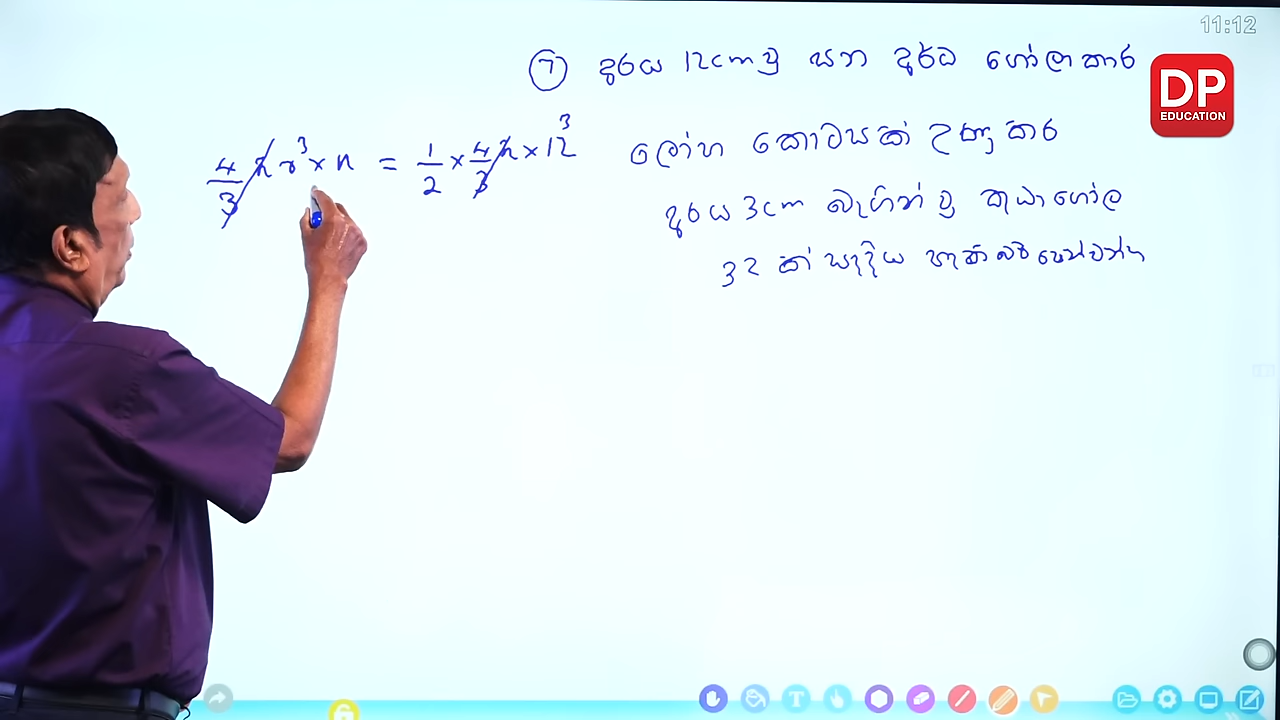 11:12
DP
EDUCATION
⑦ අරය 12cm වූ ඝන අර්ධ ගෝලාකාර
ලෝහ කොටසක් උණු කර
අරය 3cm බැගින් වූ කුඩා ගෝල
32 ක් සෑදිය හැකි බව පෙන්වන්න
4/3 π r³ × n = 1/2 × 4/3 π × 12³